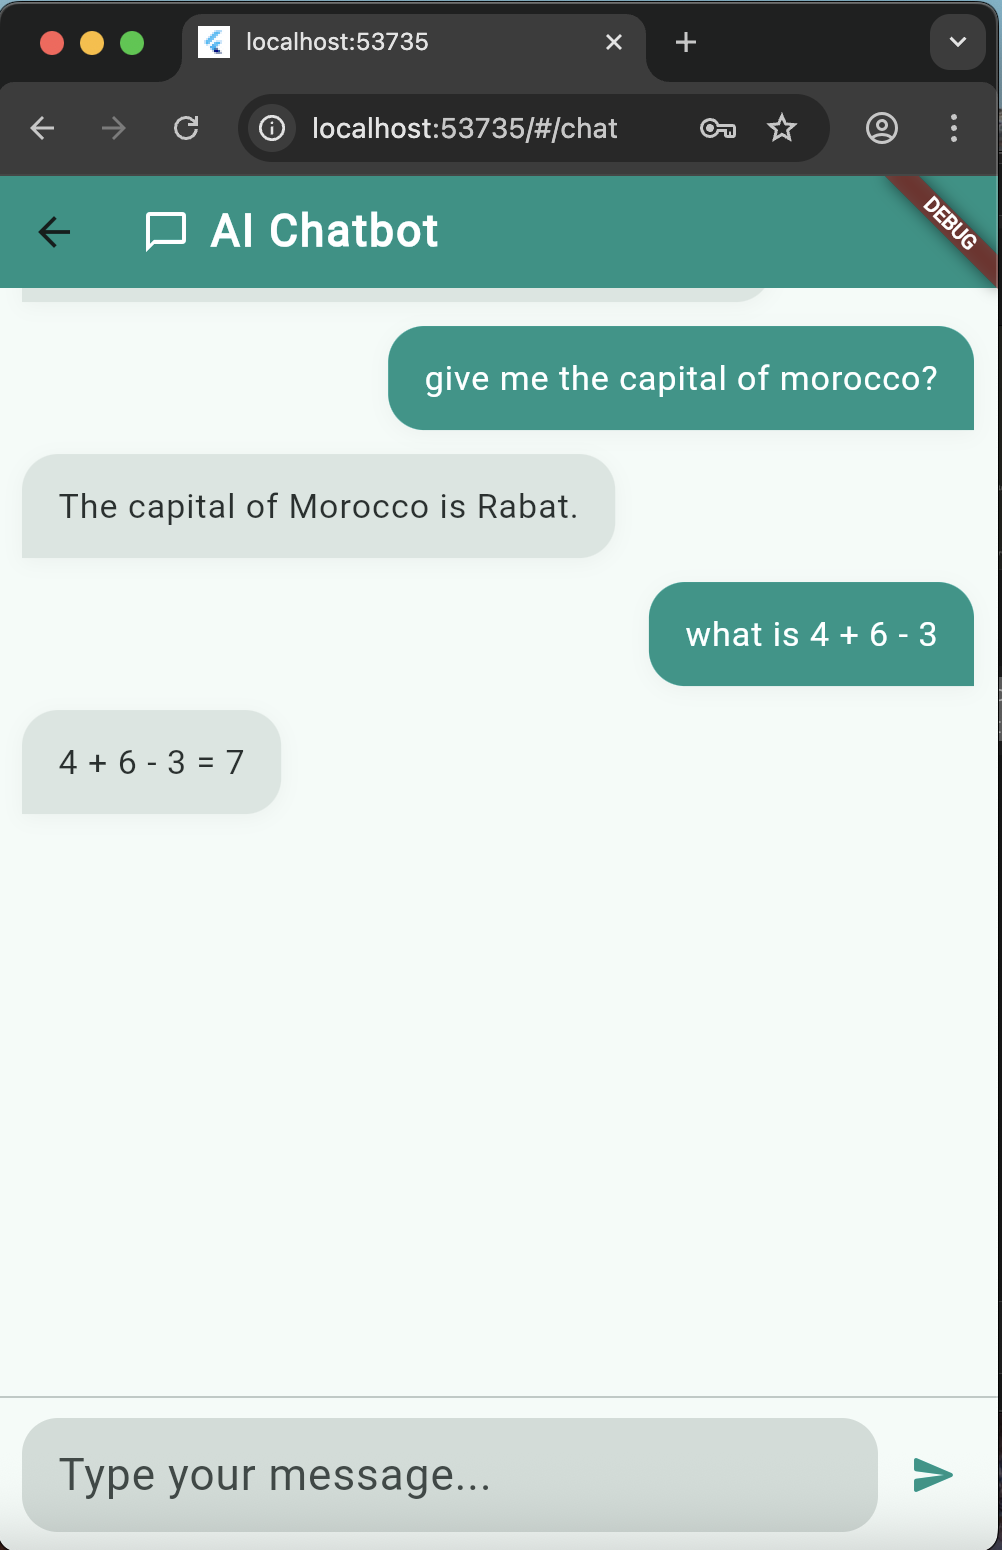 localhost:53735
localhost:53735/#/chat
AI Chatbot
DEBUG
give me the capital of morocco?
The capital of Morocco is Rabat.
what is 4 + 6 - 3
4 + 6 - 3 = 7
Type your message...